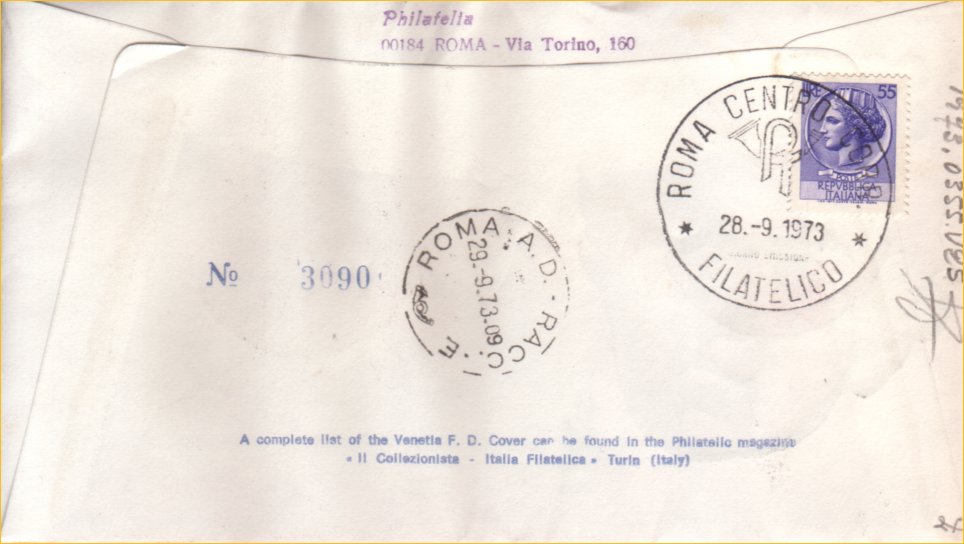 Philatelia
00184 ROMA - Via Torino, 160
LIRE 55
POSTE
REPVBBLICA
ITALIANA
ROMA CENTRO
28.-9.1973
FILATELICO
Nº 3090
ROMA. A.D. - RACC. E.
29.-9.73.09
A complete list of the Venetia F. D. Cover can be found in the Philatelic magazine
« Il Collezionista - Italia Filatelica » Turin (Italy)